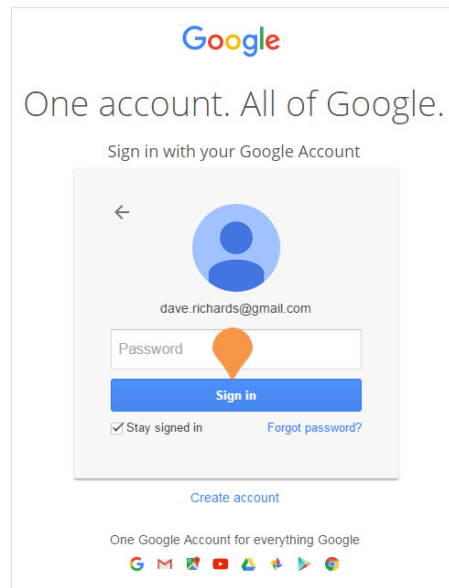 Google
One account. All of Google.
Sign in with your Google Account
dave.richards@gmail.com
Password
Sign in
Stay signed in Forgot password?
Create account
One Google Account for everything Google